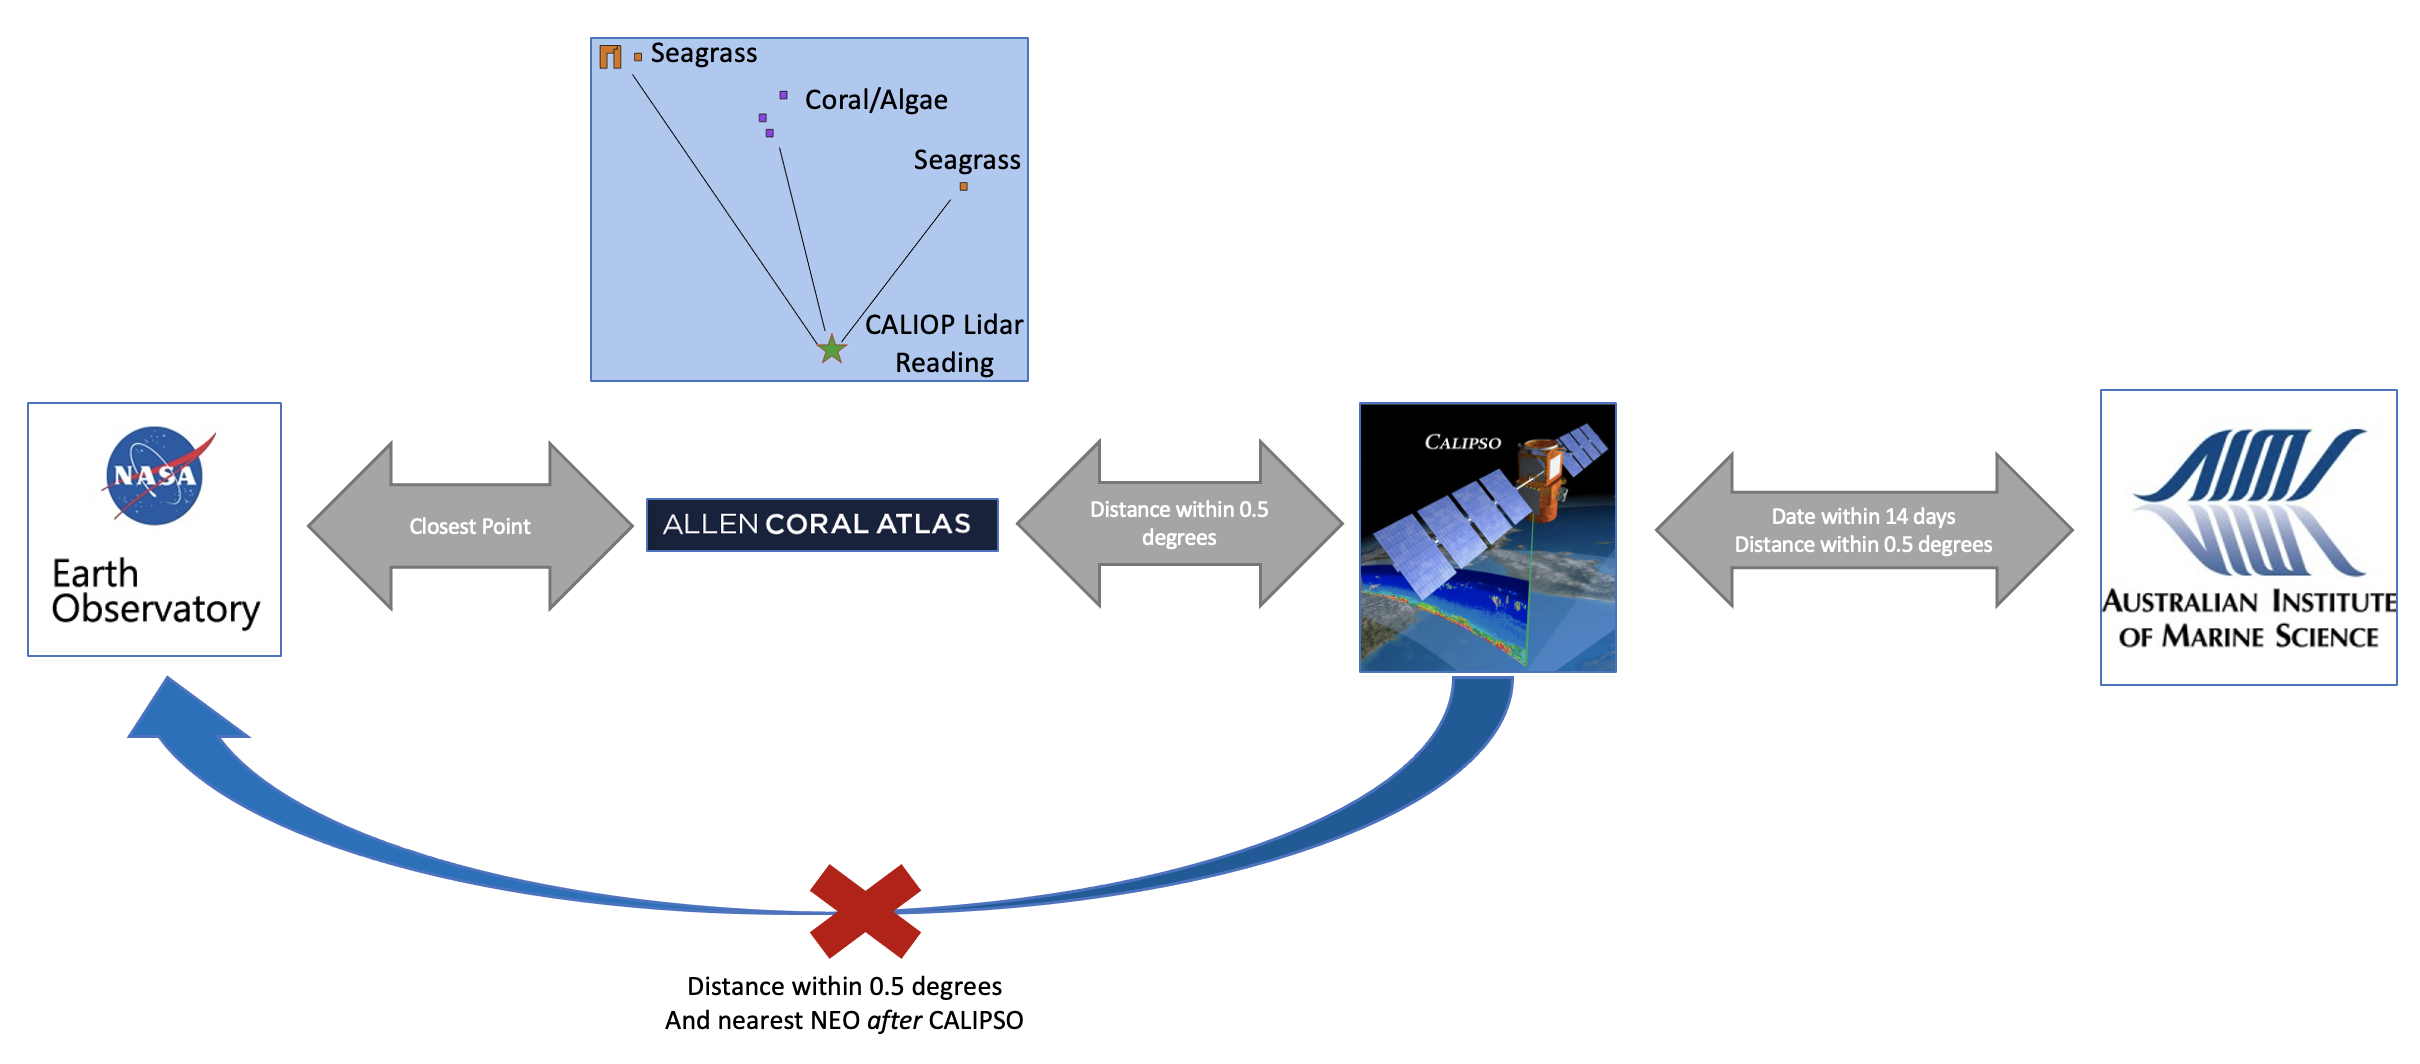 Seagrass
Coral/Algae
Seagrass
CALIOP Lidar
Reading
NASA
Earth
Observatory
Closest Point
ALLEN CORAL ATLAS
Distance within 0.5
degrees
CALIPSO
Date within 14 days
Distance within 0.5 degrees
AIMS
AUSTRALIAN INSTITUTE
OF MARINE SCIENCE
Distance within 0.5 degrees
And nearest NEO after CALIPSO